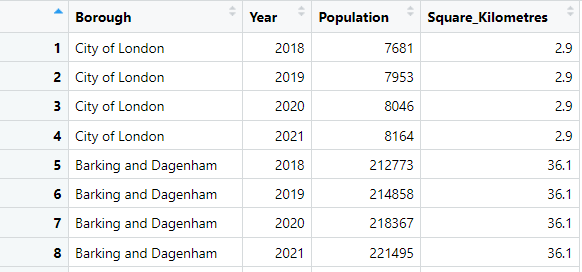 Borough Year Population Square_Kilometres
1 City of London 2018 7681 2.9
2 City of London 2019 7953 2.9
3 City of London 2020 8046 2.9
4 City of London 2021 8164 2.9
5 Barking and Dagenham 2018 212773 36.1
6 Barking and Dagenham 2019 214858 36.1
7 Barking and Dagenham 2020 218367 36.1
8 Barking and Dagenham 2021 221495 36.1